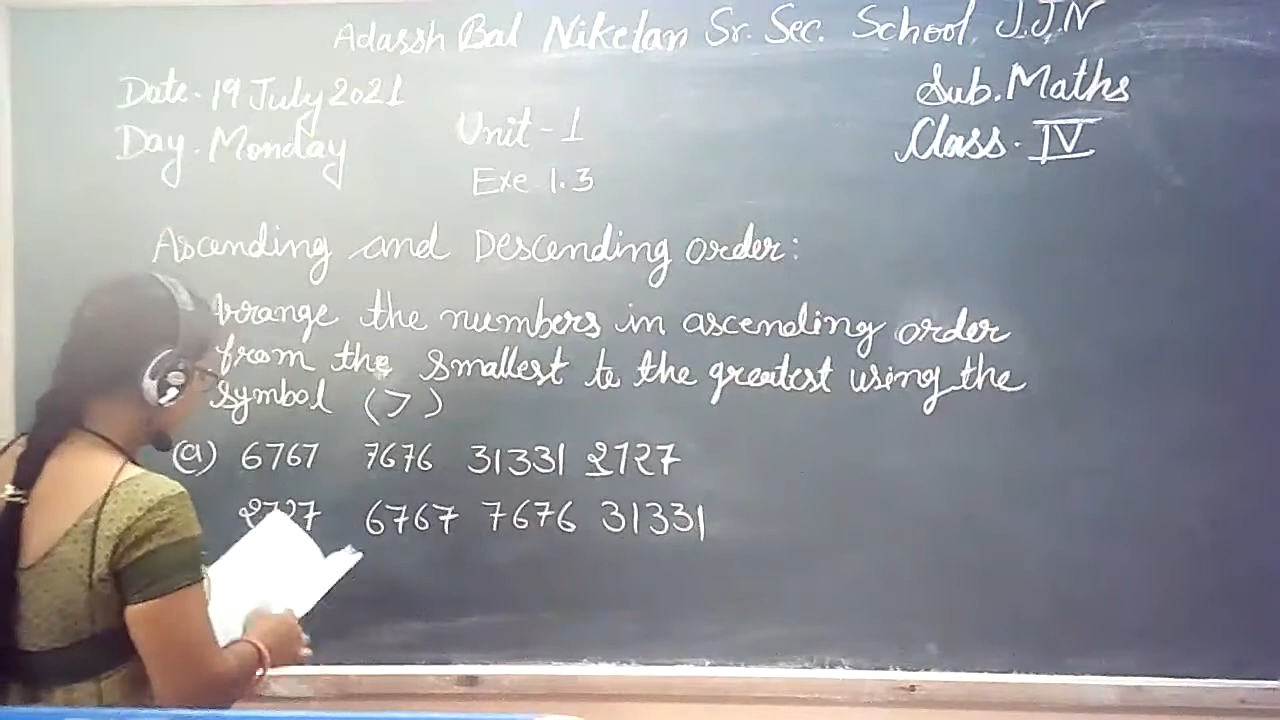 Adassh Bal Niketan Sr. Sec. School, J.J.N
Date. 19 July 2021
Sub. Maths
Day. Monday
Unit - 1
Class. IV
Exe 1.3
Ascending and Descending order:
Arrange the numbers in ascending order
from the smallest to the greatest using the
symbol (>)
(a) 6767 7676 31331 2727
2727 6767 7676 31331